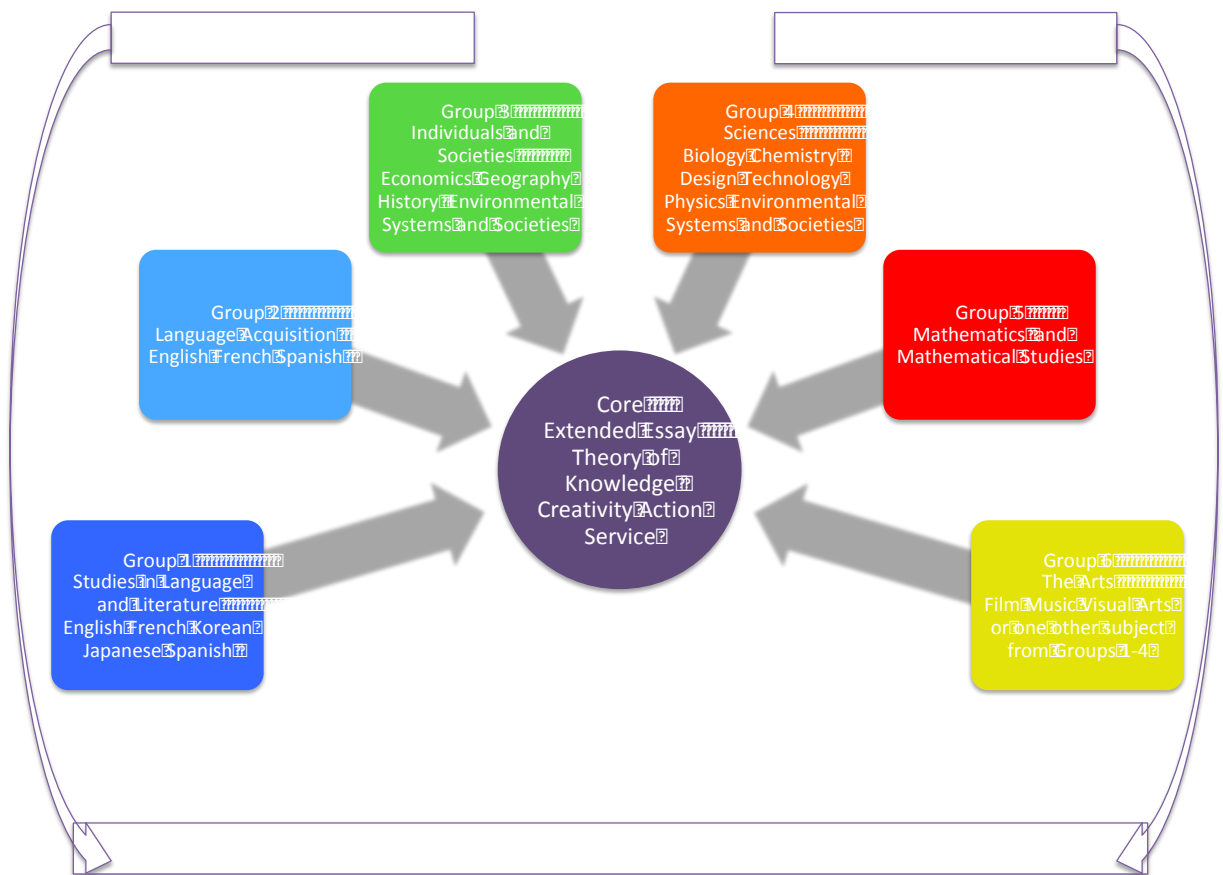 Group 3
Individuals and
Societies
Economics Geography
History Environmental
Systems and Societies
Group 4
Sciences
Biology Chemistry
Design Technology
Physics Environmental
Systems and Societies
Group 2
Language Acquisition
English French Spanish
Group 5
Mathematics and
Mathematical Studies
Core
Extended Essay
Theory of
Knowledge
Creativity Action
Service
Group 1
Studies in Language
and Literature
English French Korean
Japanese Spanish
Group 6
The Arts
Film Music Visual Arts
or one other subject
from Groups 1-4